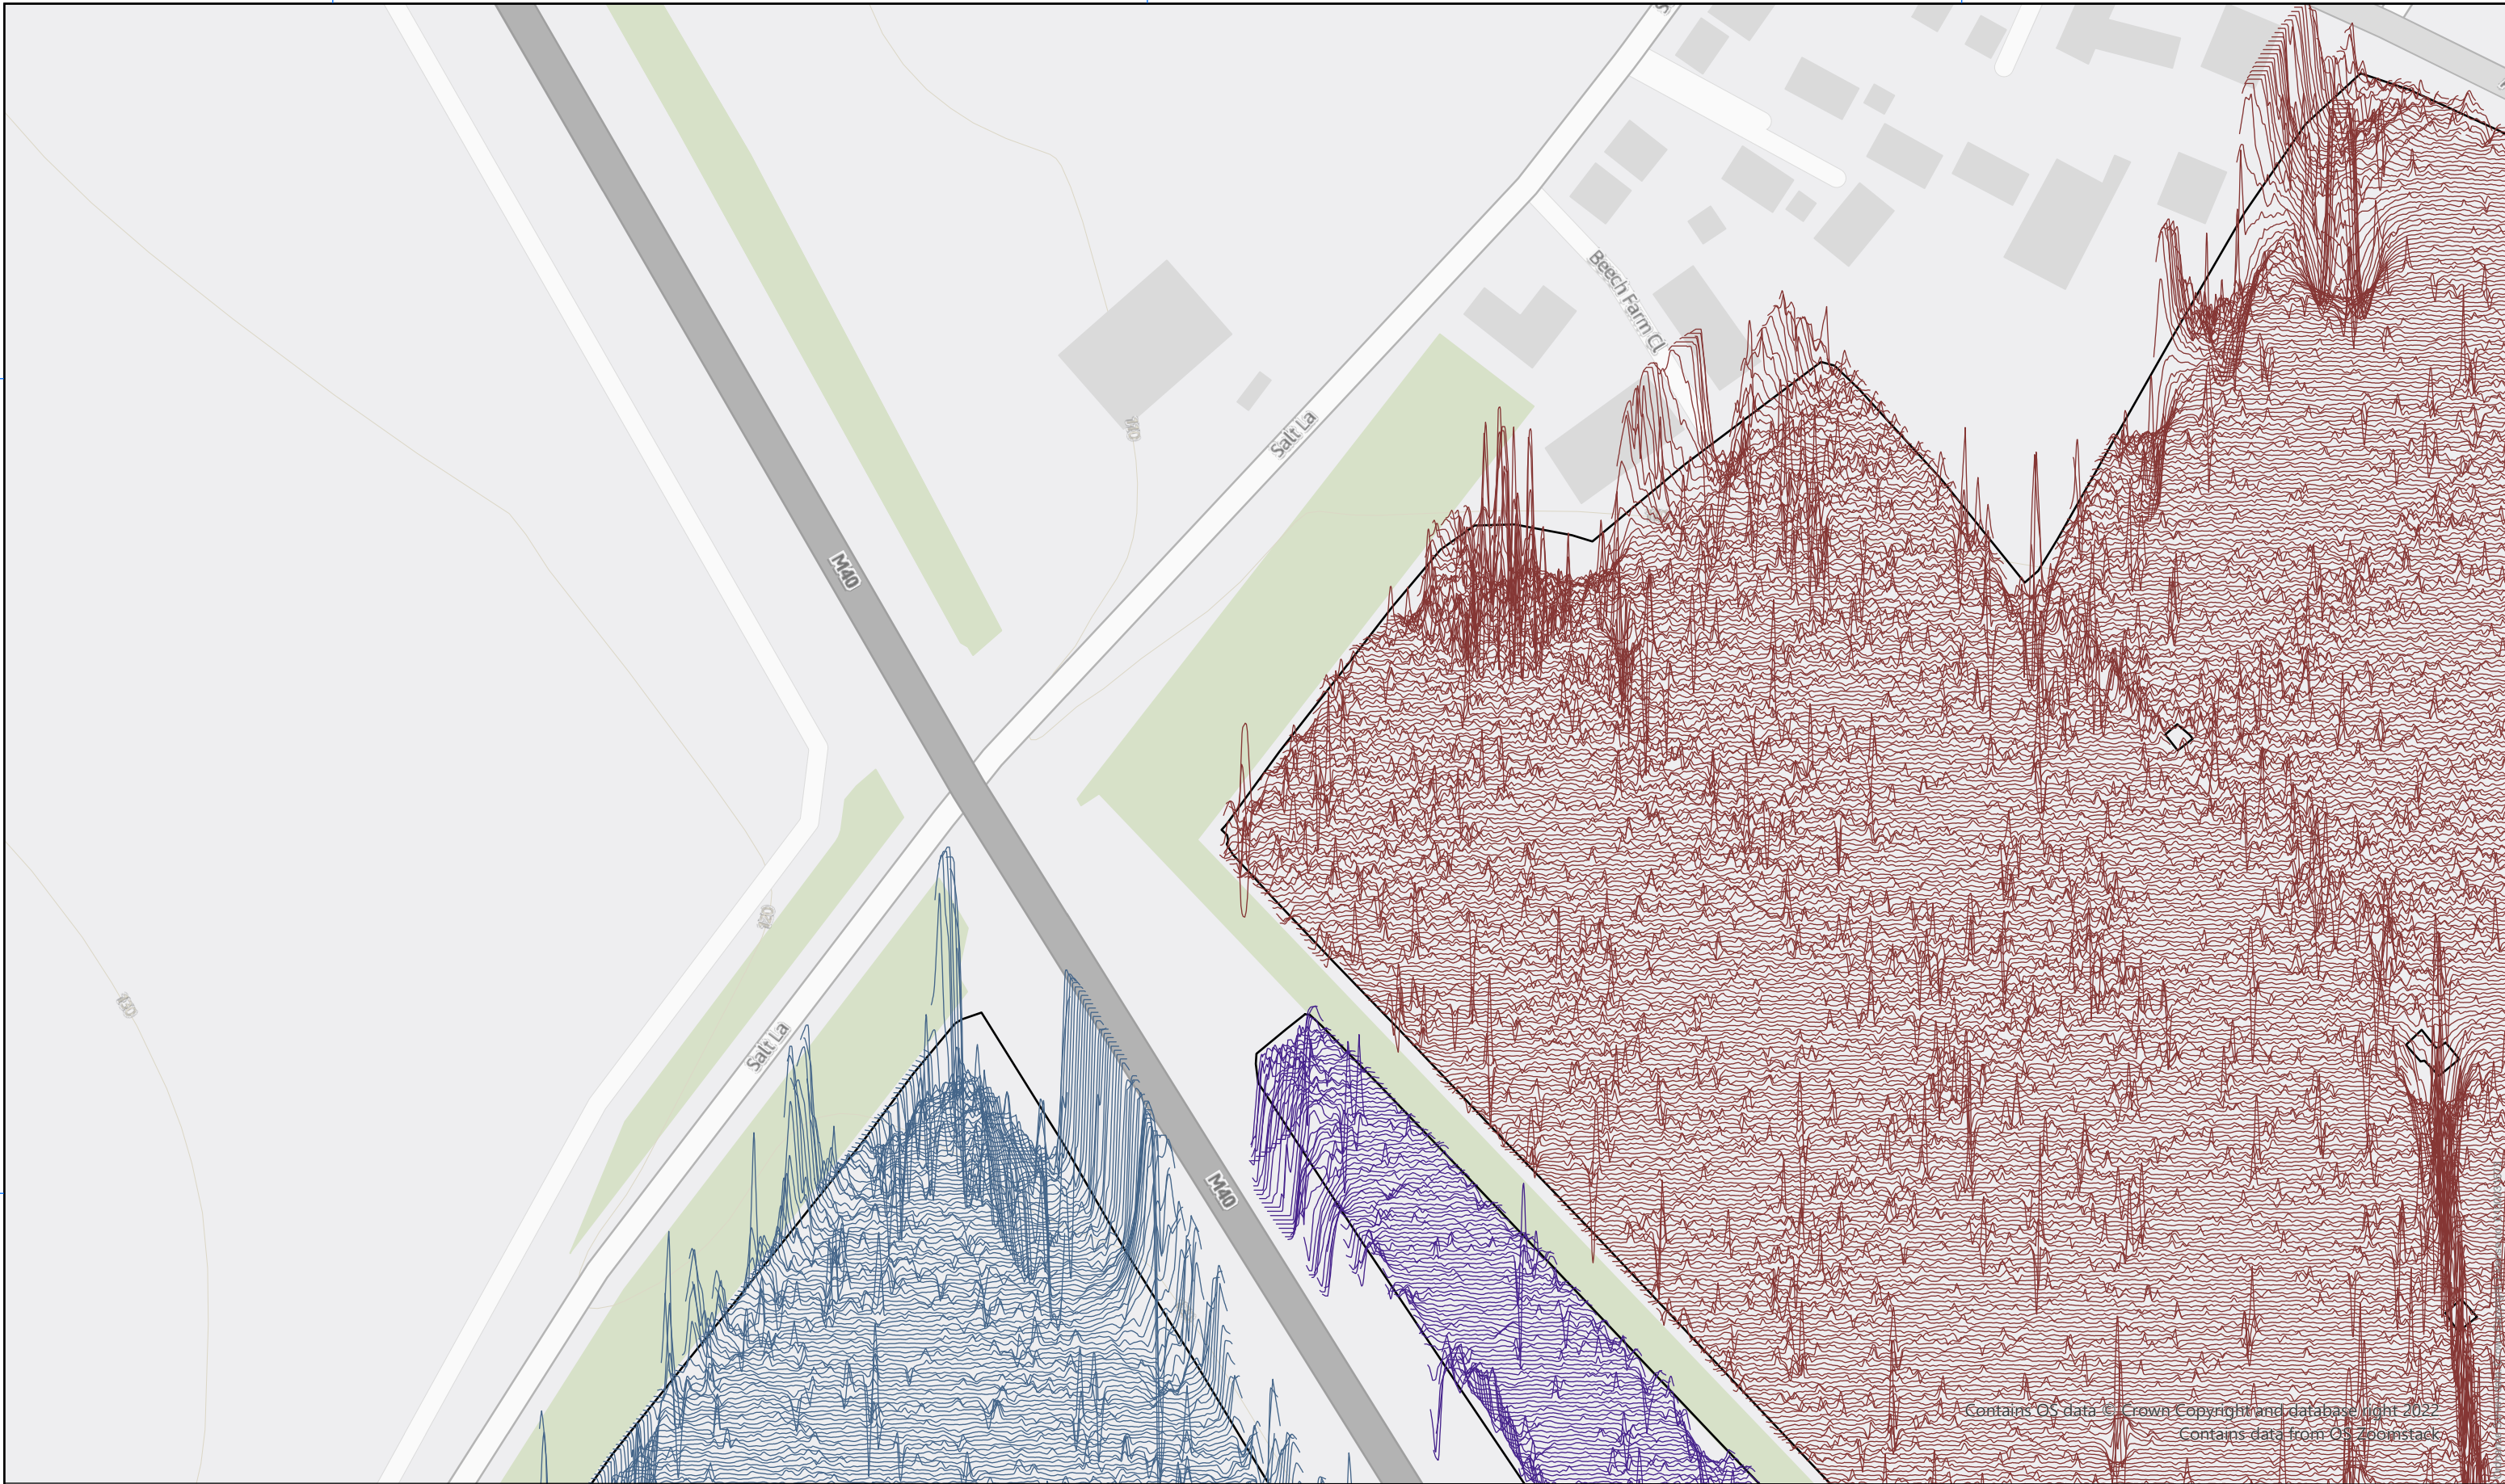 Beech Farm Cl
Salt La
M40
Salt La
M40
Contains OS data © Crown Copyright and database right 2022
Contains data from OS Zoomstack